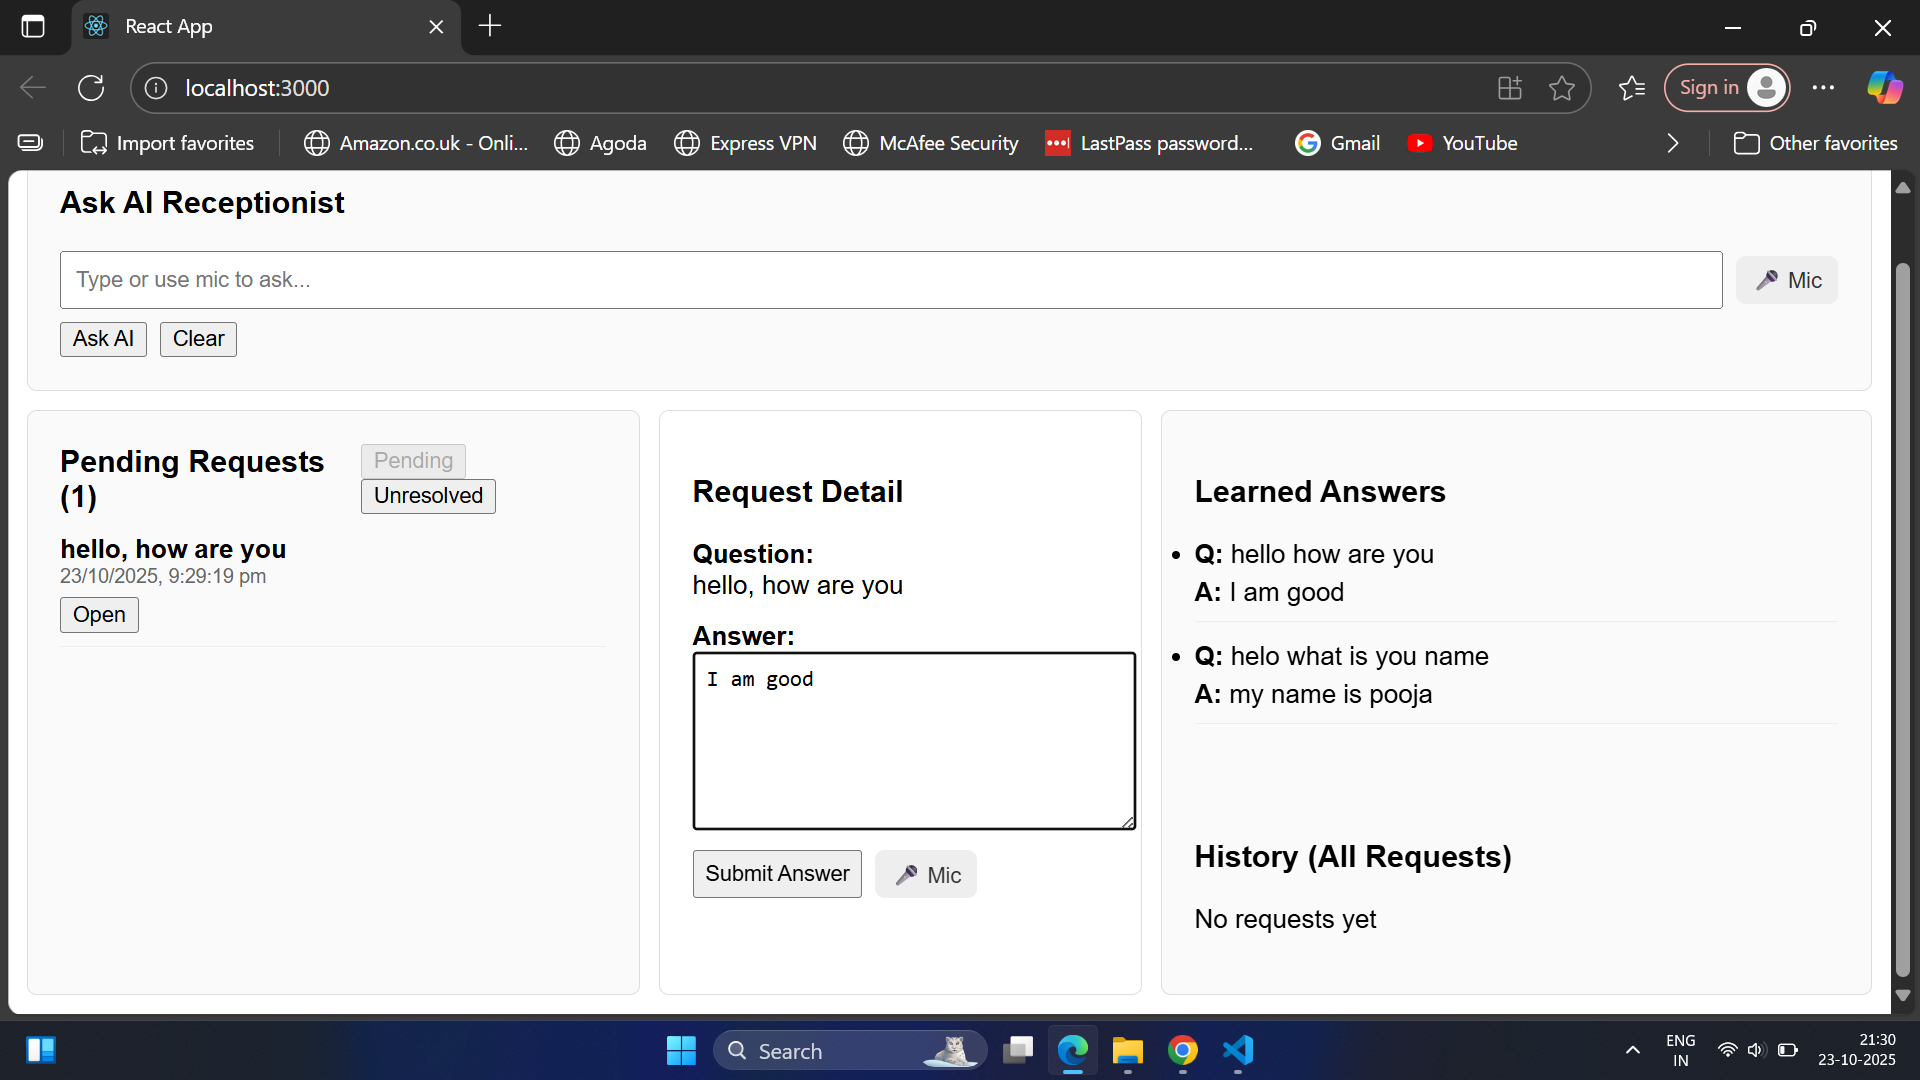 React App
localhost:3000
Sign in
Import favorites
Amazon.co.uk - Onli...
Agoda
Express VPN
McAfee Security
LastPass password...
Gmail
YouTube
Other favorites
Ask AI Receptionist
Type or use mic to ask...
Mic
Ask AI
Clear
Pending Requests
(1)
Pending
Unresolved
hello, how are you
23/10/2025, 9:29:19 pm
Open
Request Detail
Question:
hello, how are you
Answer:
I am good
Submit Answer
Mic
Learned Answers
Q: hello how are you
A: I am good
Q: helo what is you name
A: my name is pooja
History (All Requests)
No requests yet
Search
ENG
IN
21:30
23-10-2025